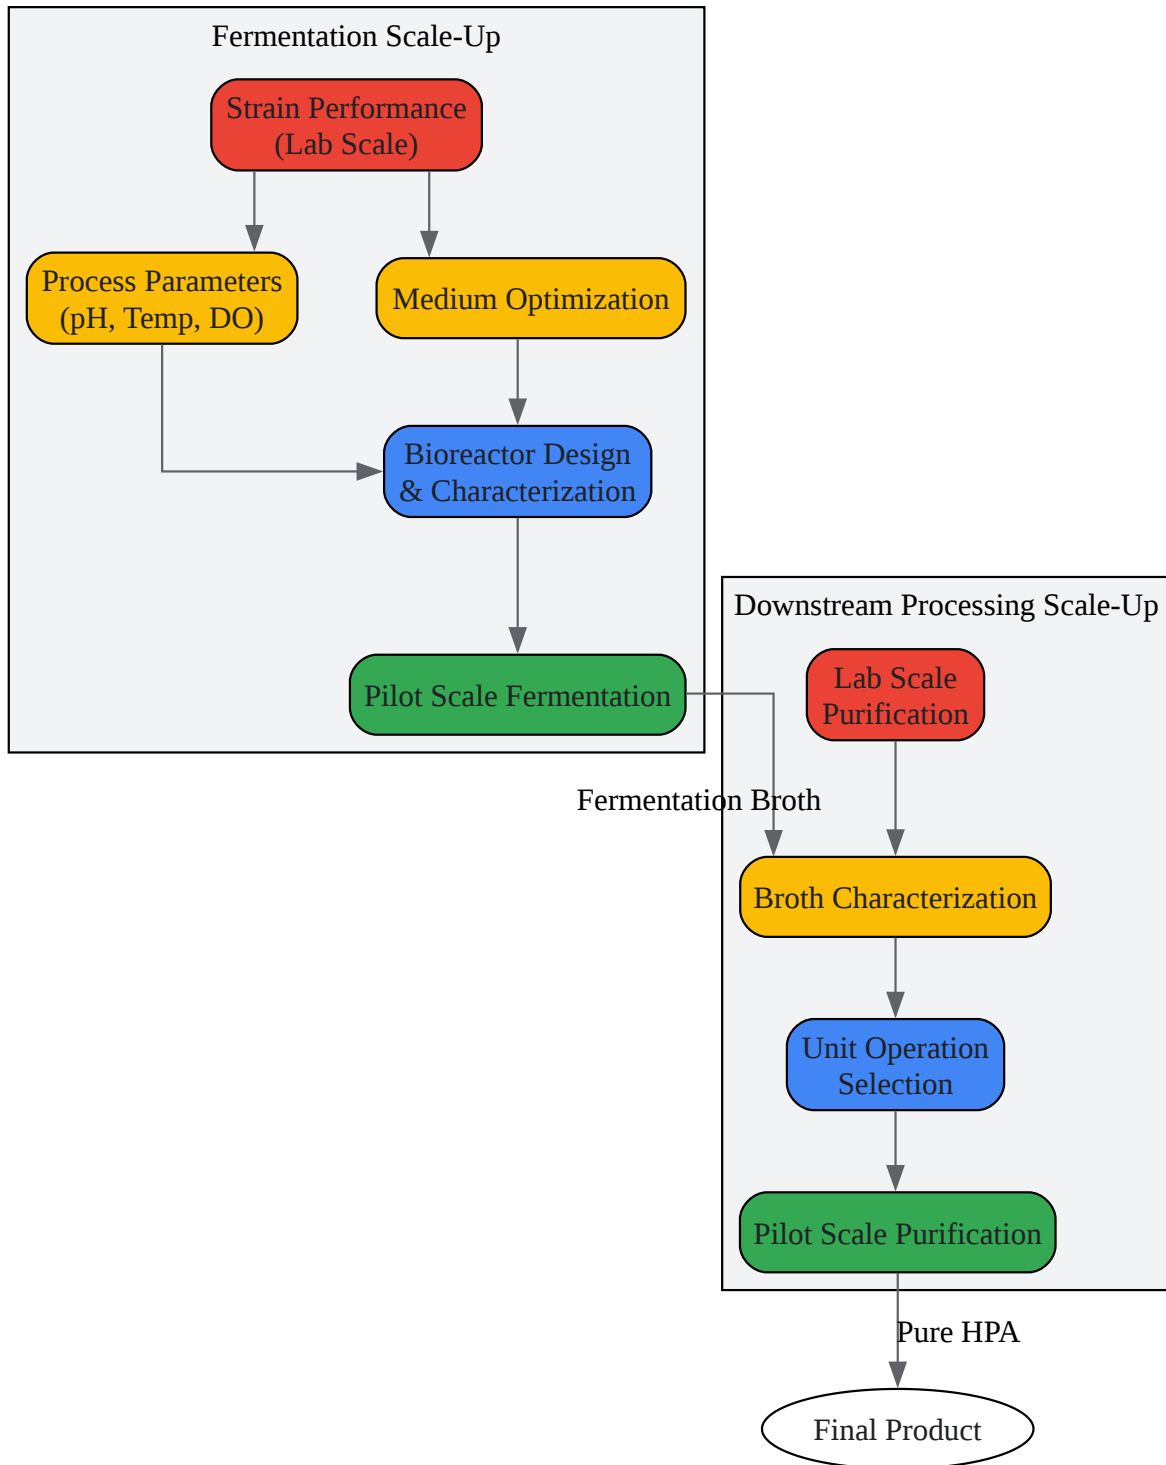 Fermentation Scale-Up
Strain Performance
(Lab Scale)
Process Parameters
(pH, Temp, DO)
Medium Optimization
Bioreactor Design
& Characterization
Pilot Scale Fermentation
Downstream Processing Scale-Up
Lab Scale
Purification
Fermentation Broth
Broth Characterization
Unit Operation
Selection
Pilot Scale Purification
Pure HPA
Final Product